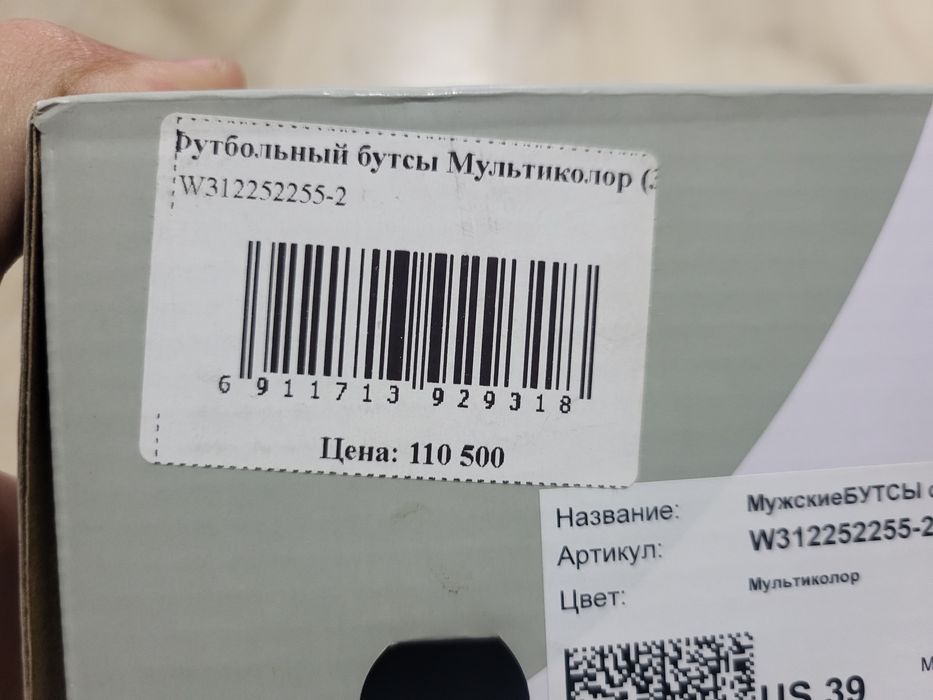 Футбольный бутсы Мультиколор (
W312252255-2
6 911713 929318
Цена: 110 500
Название: МужскиеБУТСЫ
Артикул: W312252255-2
Цвет: Мультиколор
US 39